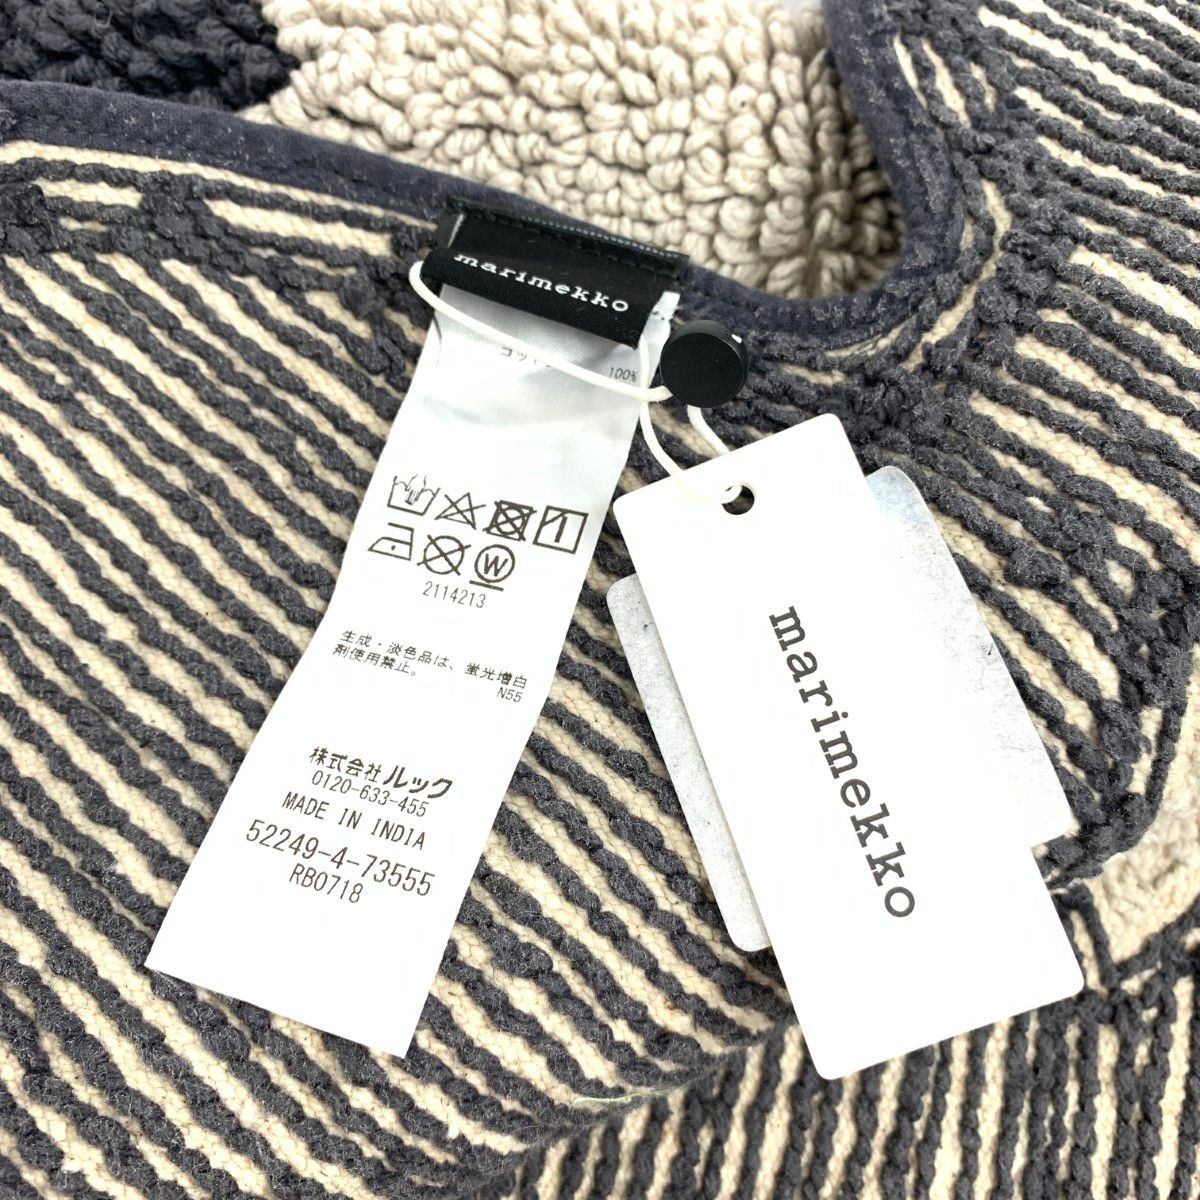 marimekko
コットン 100%
W
2114213
生成・淡色品は、蛍光増白
剤使用禁止。
N55
株式会社ルック
0120-633-455
MADE IN INDIA
52249-4-73555
RB0718
marimekko